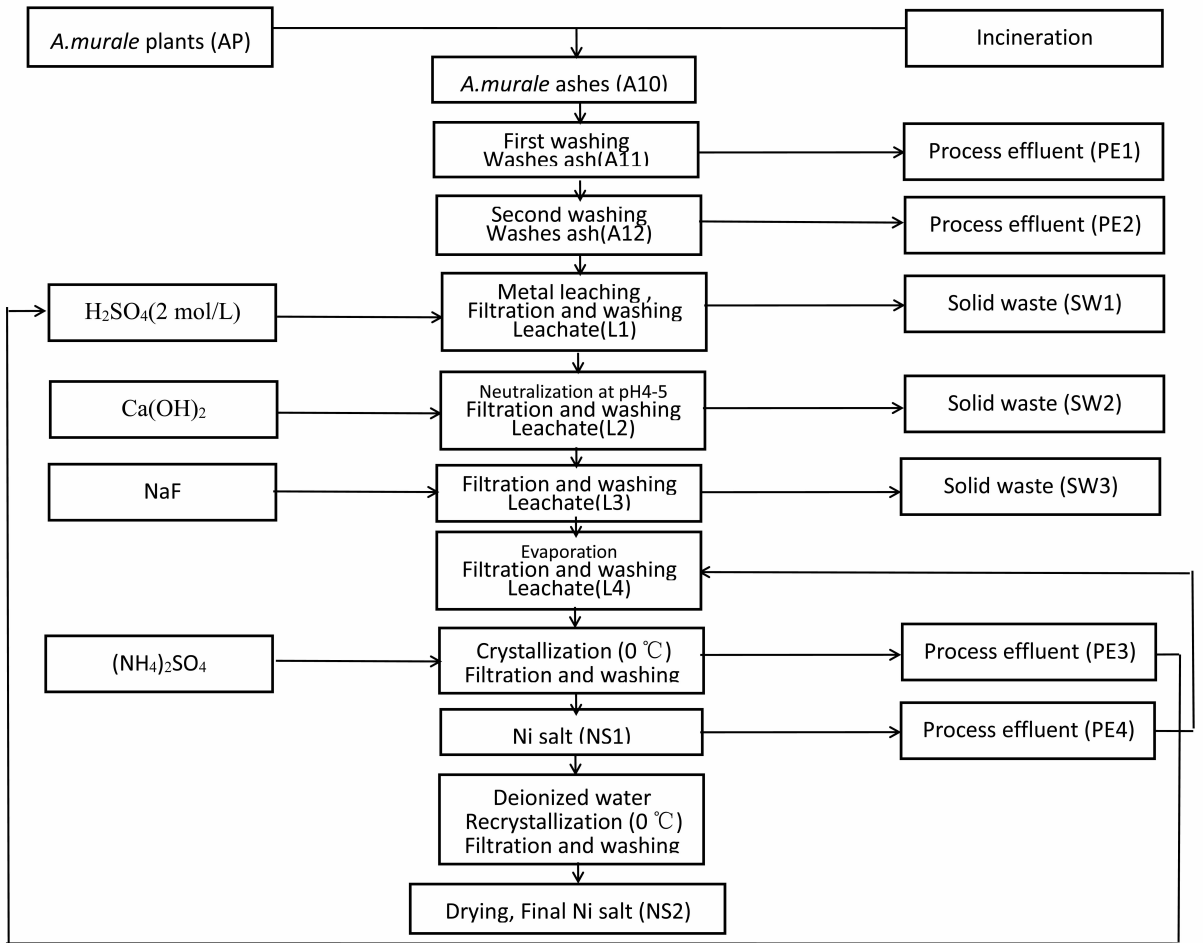 A.murale plants (AP)
Incineration
A.murale ashes (A10)
First washing
Washes ash(A11)
Process effluent (PE1)
Second washing
Washes ash(A12)
Process effluent (PE2)
H₂SO₄(2 mol/L)
Metal leaching ,
Filtration and washing
Leachate(L1)
Solid waste (SW1)
Ca(OH)₂
Neutralization at pH4-5
Filtration and washing
Leachate(L2)
Solid waste (SW2)
NaF
Filtration and washing
Leachate(L3)
Solid waste (SW3)
Evaporation
Filtration and washing
Leachate(L4)
(NH₄)₂SO₄
Crystallization (0 ℃)
Filtration and washing
Process effluent (PE3)
Ni salt (NS1)
Process effluent (PE4)
Deionized water
Recrystallization (0 ℃)
Filtration and washing
Drying, Final Ni salt (NS2)